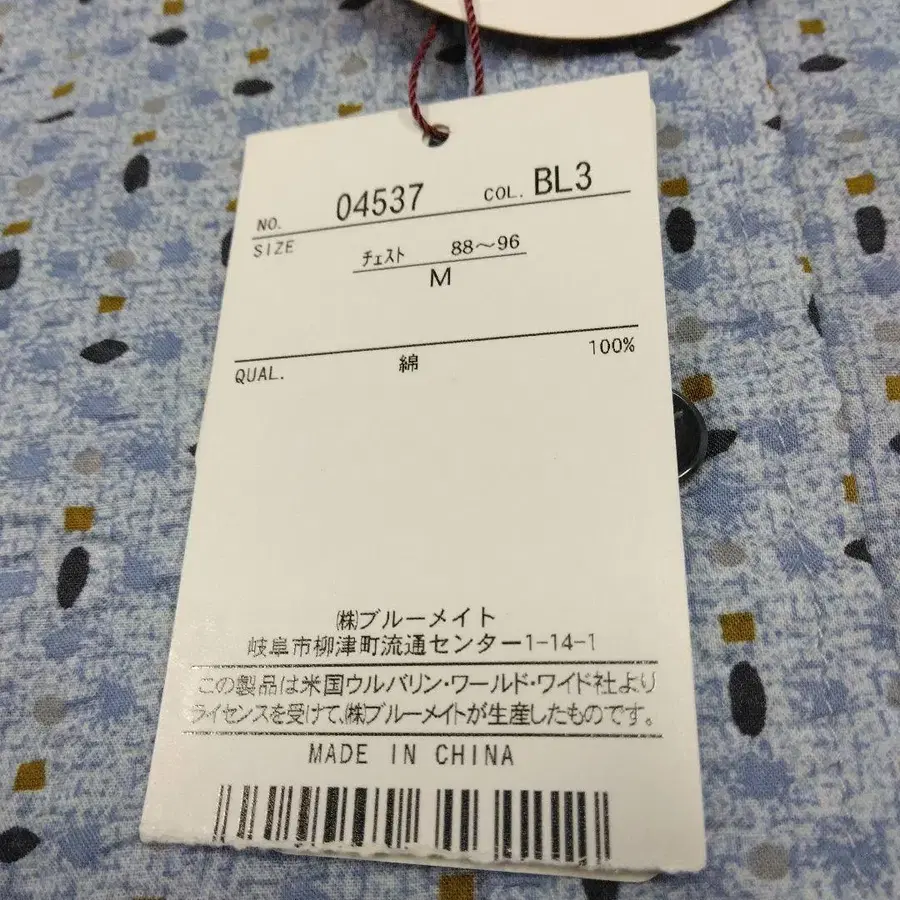 NO. 04537 COL. BL3
SIZE
チェスト 88~96
M
QUAL. 綿 100%
㈱ブルーメイト
岐阜市柳津町流通センター1-14-1
この製品は米国ウルバリン・ワールド・ワイド社より
ライセンスを受けて、㈱ブルーメイトが生産したものです。
MADE IN CHINA